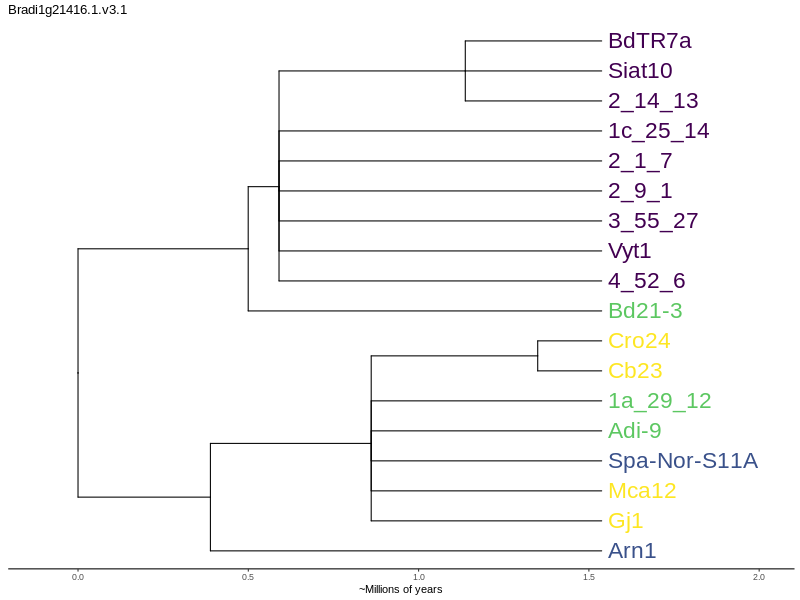 Bradi1g21416.1.v3.1
BdTR7a
Siat10
2_14_13
1c_25_14
2_1_7
2_9_1
3_55_27
Vyt1
4_52_6
Bd21-3
Cro24
Cb23
1a_29_12
Adi-9
Spa-Nor-S11A
Mca12
Gj1
Arn1
0.0 0.5 1.0 1.5 2.0
~Millions of years